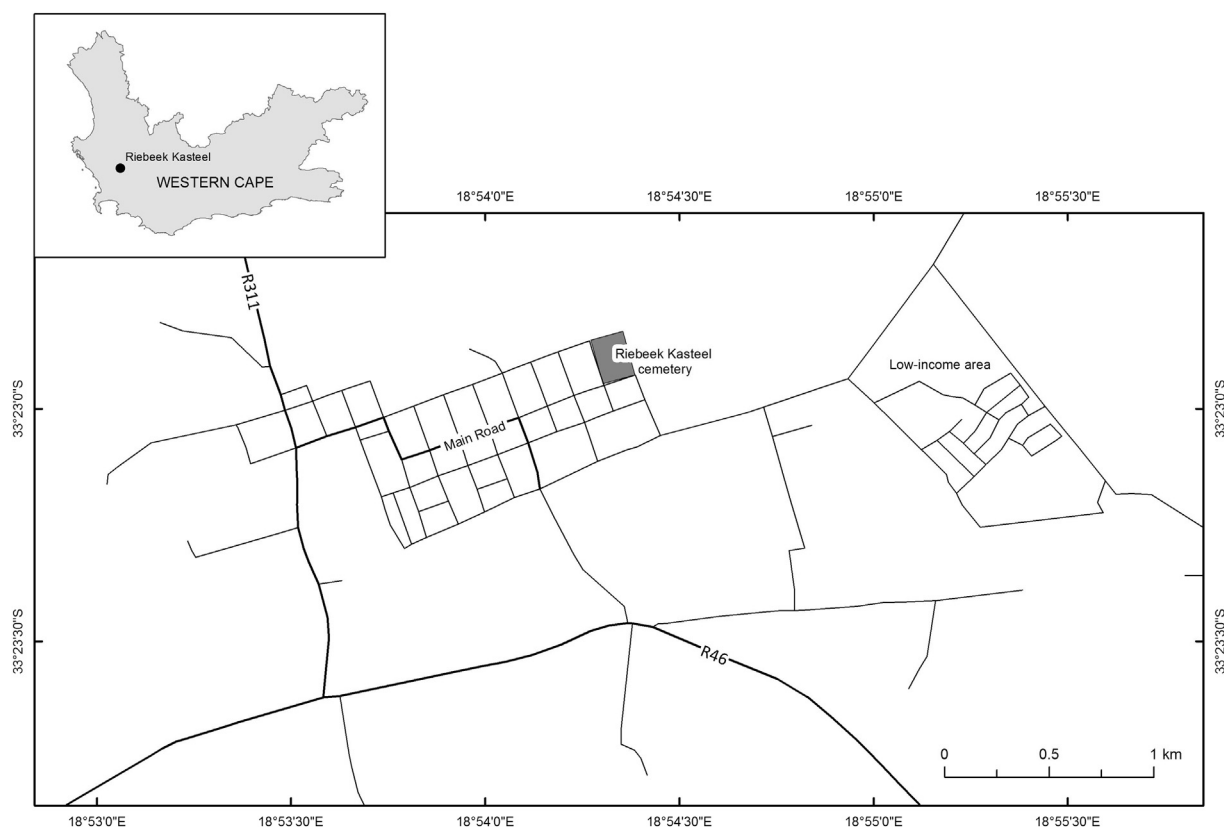 Riebeek Kasteel
WESTERN CAPE
18°54'0"E
18°54'30"E
18°55'0"E
18°55'30"E
R311
Riebeek Kasteel
cemetery
Low-income area
33°23'0"S
33°23'0"S
Main Road
33°23'30"S
33°23'30"S
R46
0
0.5
1 km
18°53'0"E
18°53'30"E
18°54'0"E
18°54'30"E
18°55'0"E
18°55'30"E